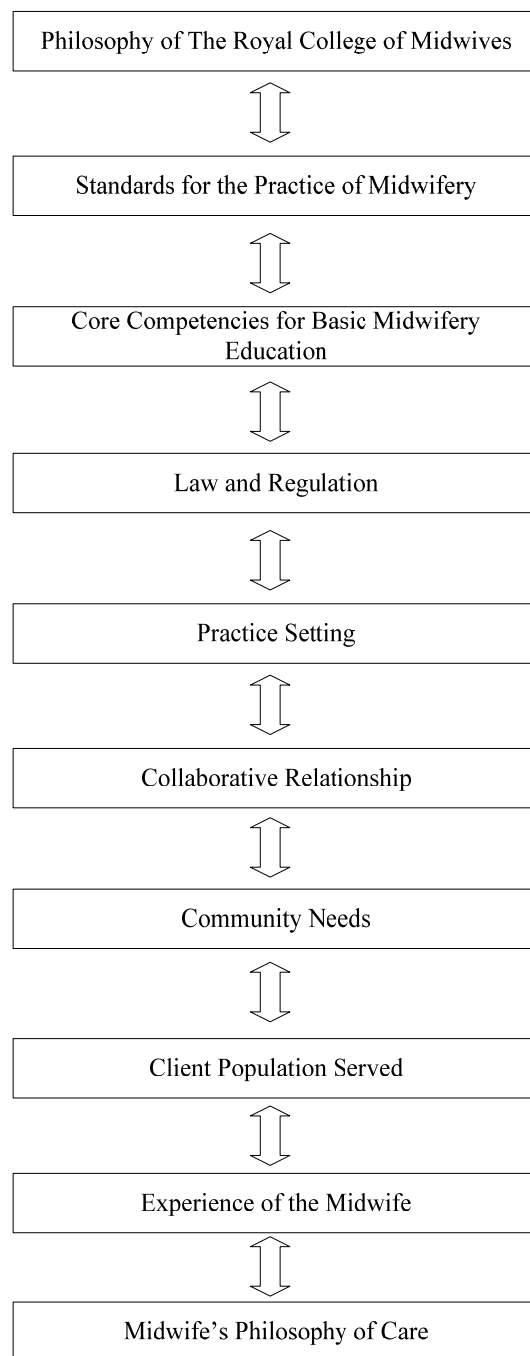 Philosophy of The Royal College of Midwives
Standards for the Practice of Midwifery
Core Competencies for Basic Midwifery
Education
Law and Regulation
Practice Setting
Collaborative Relationship
Community Needs
Client Population Served
Experience of the Midwife
Midwife’s Philosophy of Care